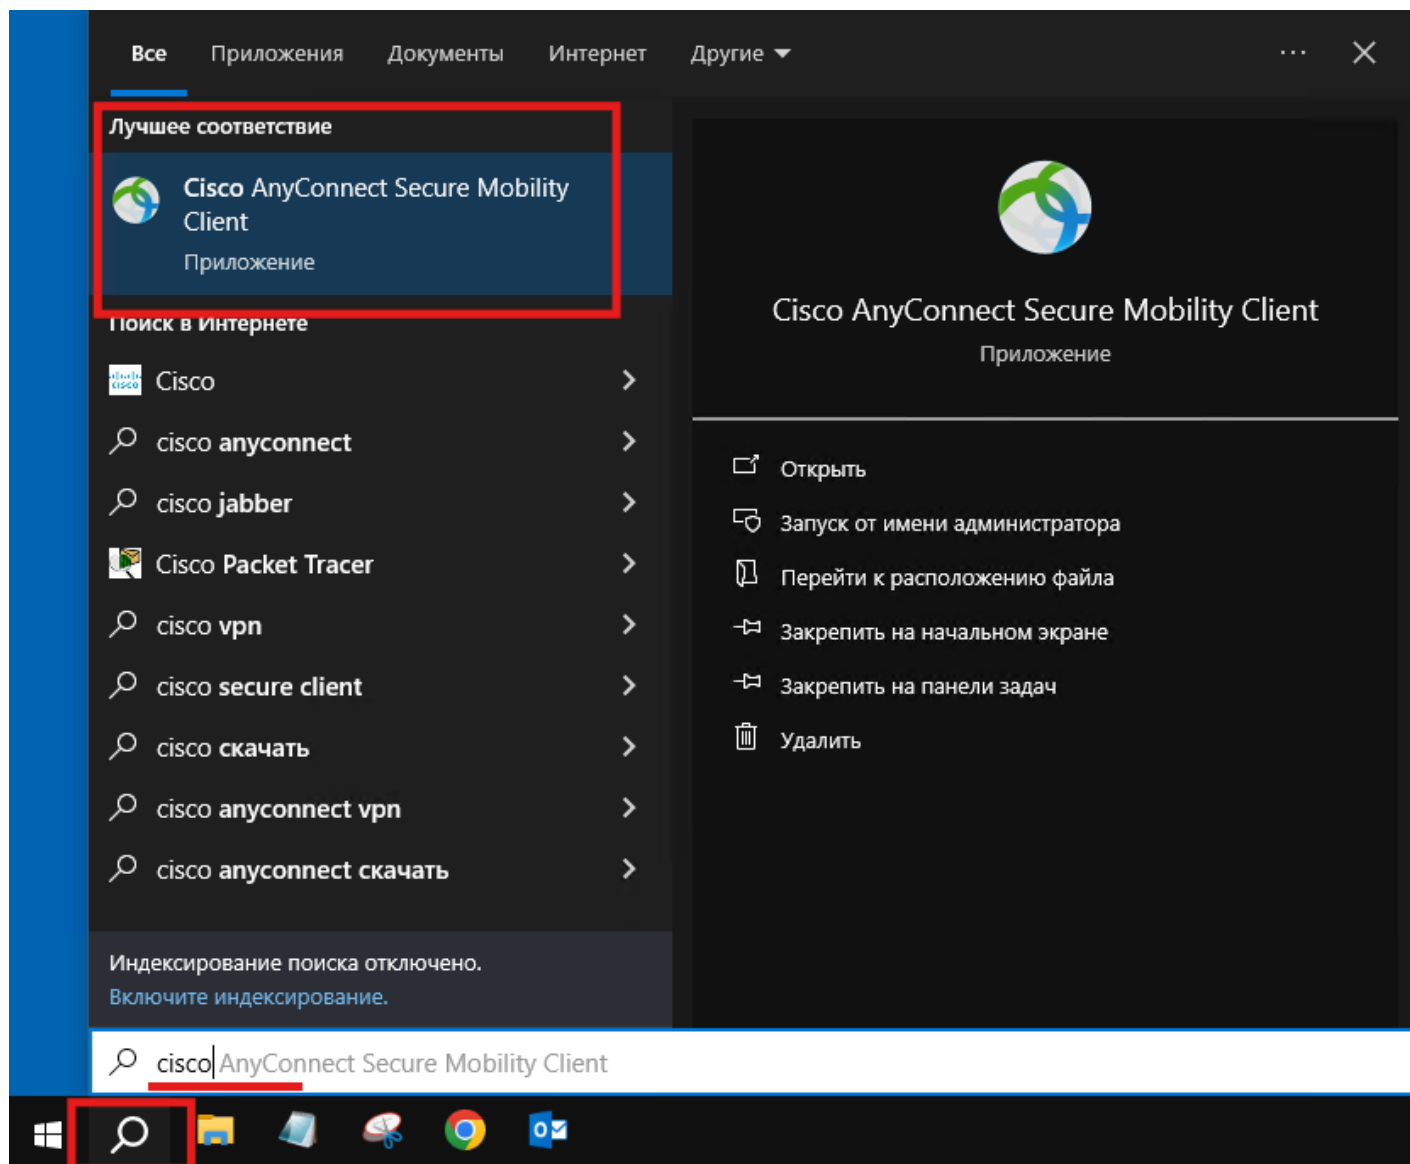 Все Приложения Документы Интернет Другие
Лучшее соответствие
Cisco AnyConnect Secure Mobility
Client
Приложение
Поиск в Интернете
Cisco
cisco anyconnect
cisco jabber
Cisco Packet Tracer
cisco vpn
cisco secure client
cisco скачать
cisco anyconnect vpn
cisco anyconnect скачать
Индексирование поиска отключено.
Включите индексирование.
Cisco AnyConnect Secure Mobility Client
Приложение
Открыть
Запуск от имени администратора
Перейти к расположению файла
Закрепить на начальном экране
Закрепить на панели задач
Удалить
cisco AnyConnect Secure Mobility Client